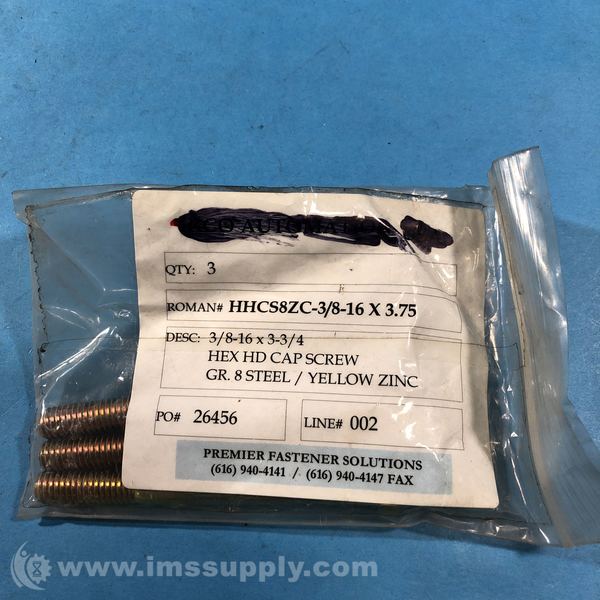 CO AUTOMAT
QTY: 3
ROMAN# HHCS8ZC-3/8-16 X 3.75
DESC: 3/8-16 x 3-3/4
HEX HD CAP SCREW
GR. 8 STEEL / YELLOW ZINC
PO# 26456 LINE# 002
PREMIER FASTENER SOLUTIONS
(616) 940-4141 / (616) 940-4147 FAX
www.imssupply.com